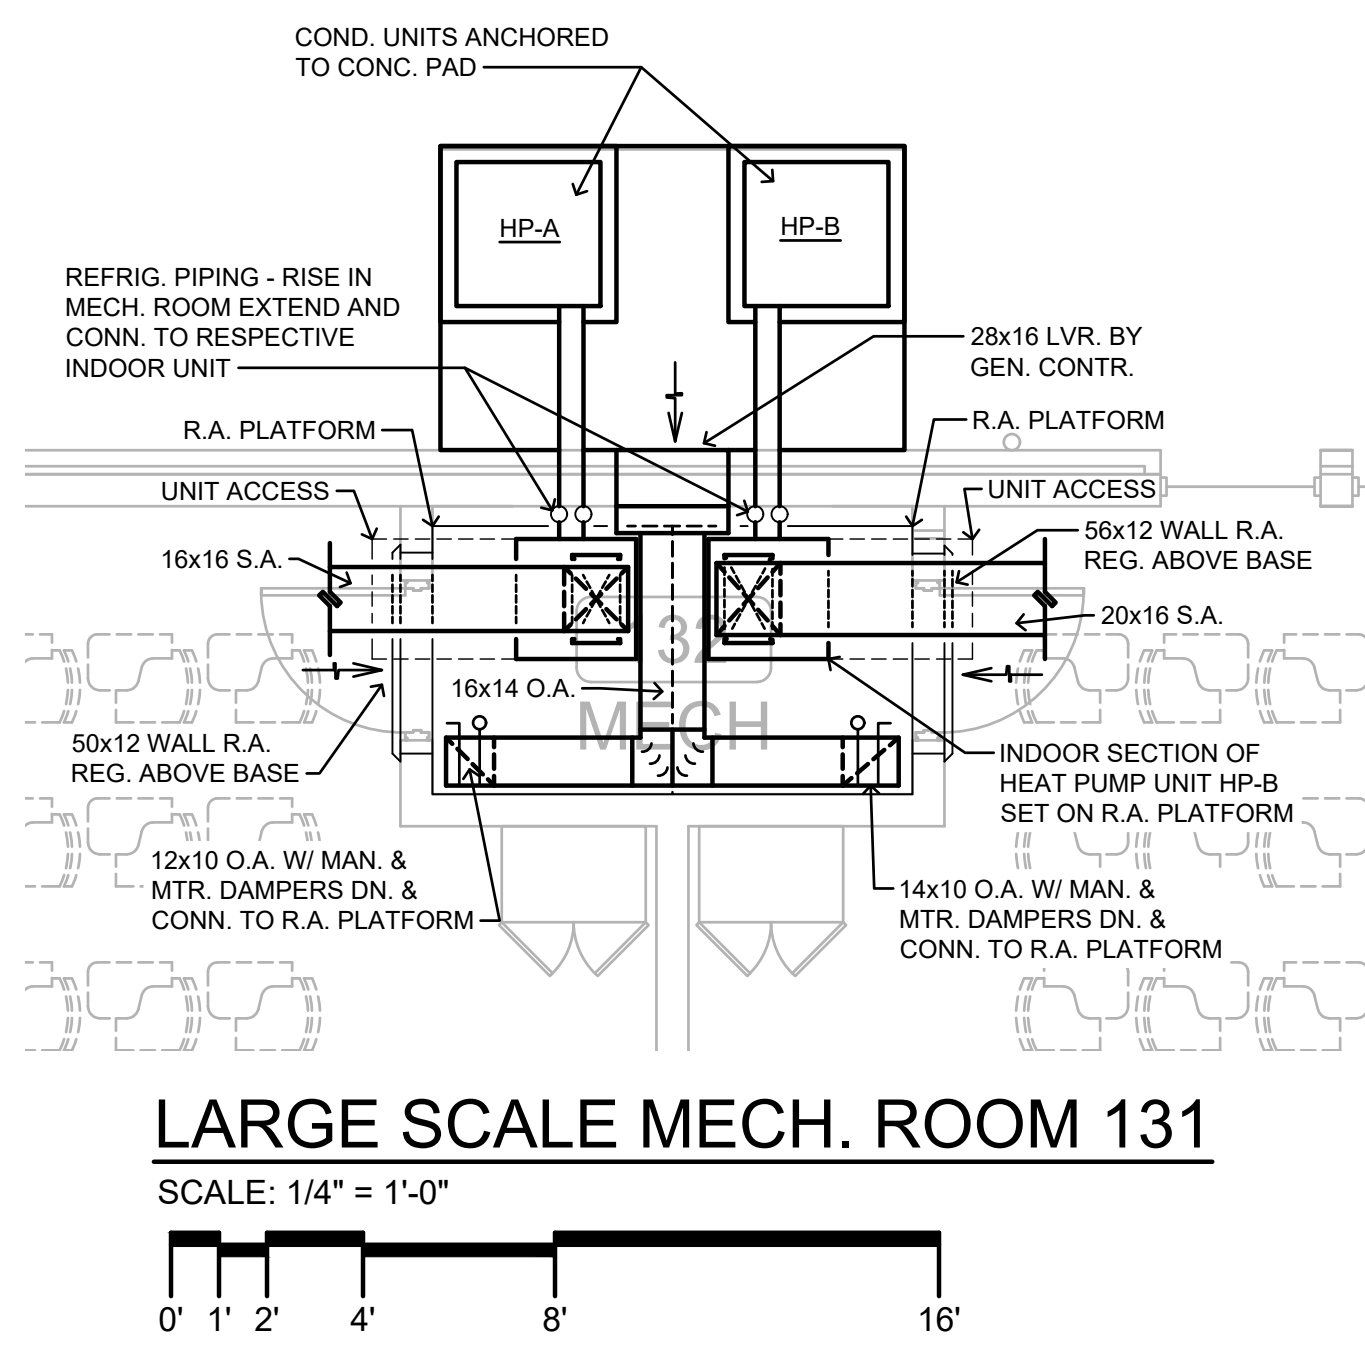 COND. UNITS ANCHORED
TO CONC. PAD
HP-A
HP-B
REFRIG. PIPING - RISE IN
MECH. ROOM EXTEND AND
CONN. TO RESPECTIVE
INDOOR UNIT
28x16 LVR. BY
GEN. CONTR.
R.A. PLATFORM
R.A. PLATFORM
UNIT ACCESS
UNIT ACCESS
16x16 S.A.
56x12 WALL R.A.
REG. ABOVE BASE
20x16 S.A.
132
MECH
16x14 O.A.
50x12 WALL R.A.
REG. ABOVE BASE
INDOOR SECTION OF
HEAT PUMP UNIT HP-B
SET ON R.A. PLATFORM
12x10 O.A. W/ MAN. &
MTR. DAMPERS DN. &
CONN. TO R.A. PLATFORM
14x10 O.A. W/ MAN. &
MTR. DAMPERS DN. &
CONN. TO R.A. PLATFORM
LARGE SCALE MECH. ROOM 131
SCALE: 1/4" = 1'-0"
0' 1' 2' 4' 8' 16'